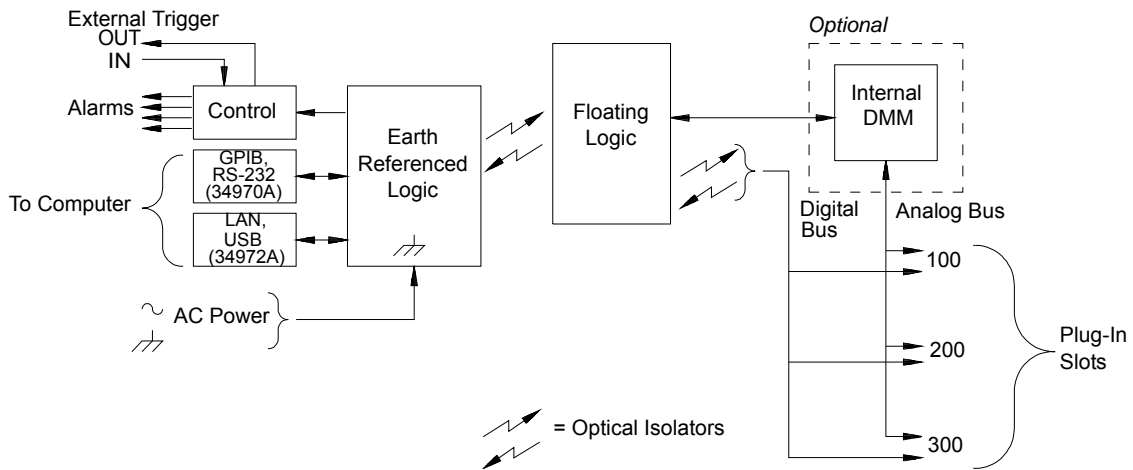 External Trigger
OUT
IN
Alarms
Control
Earth
Referenced
Logic
GPIB,
RS-232
(34970A)
To Computer
LAN,
USB
(34972A)
AC Power
Floating
Logic
Optional
Internal
DMM
Digital
Bus
Analog Bus
100
200
300
Plug-In
Slots
= Optical Isolators